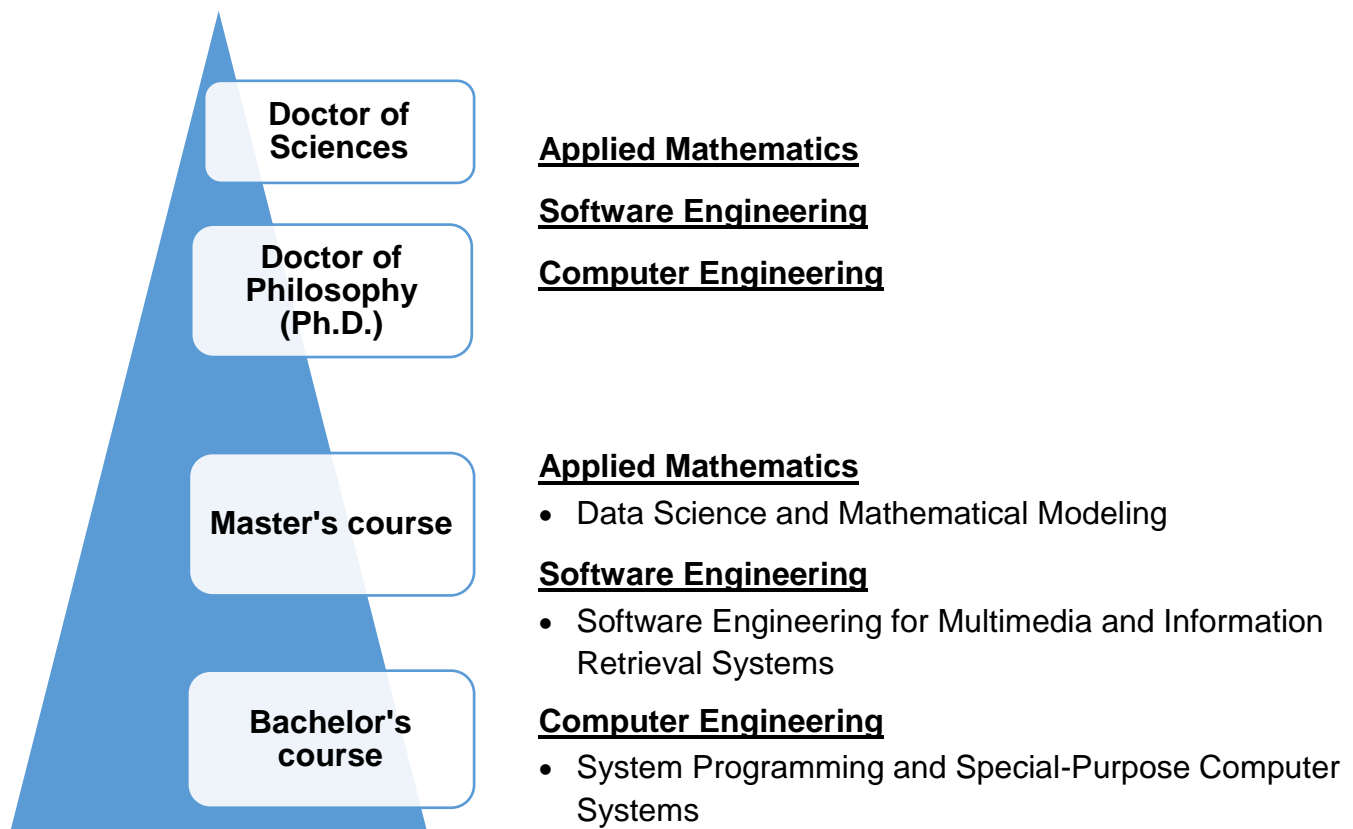 Doctor of
Sciences
Doctor of
Philosophy
(Ph.D.)
Applied Mathematics
Software Engineering
Computer Engineering
Master's course
Bachelor's
course
Applied Mathematics
• Data Science and Mathematical Modeling
Software Engineering
• Software Engineering for Multimedia and Information
Retrieval Systems
Computer Engineering
• System Programming and Special-Purpose Computer
Systems